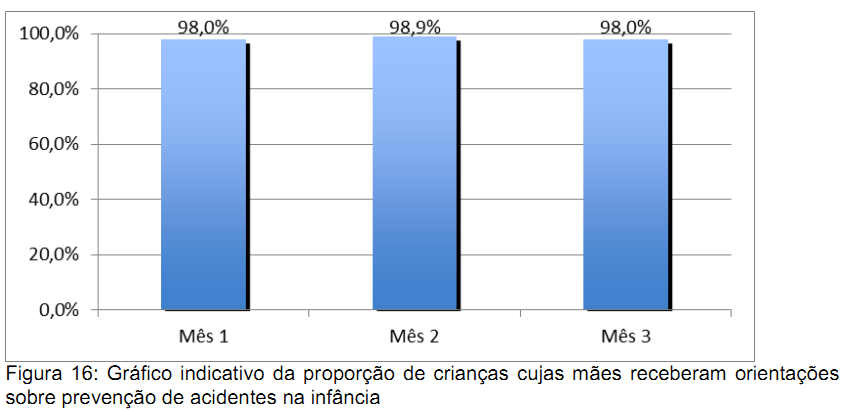 98,0% 98,9% 98,0%
100,0%
80,0%
60,0%
40,0%
20,0%
0,0%
Mês 1 Mês 2 Mês 3
Figura 16: Gráfico indicativo da proporção de crianças cujas mães receberam orientações
sobre prevenção de acidentes na infância